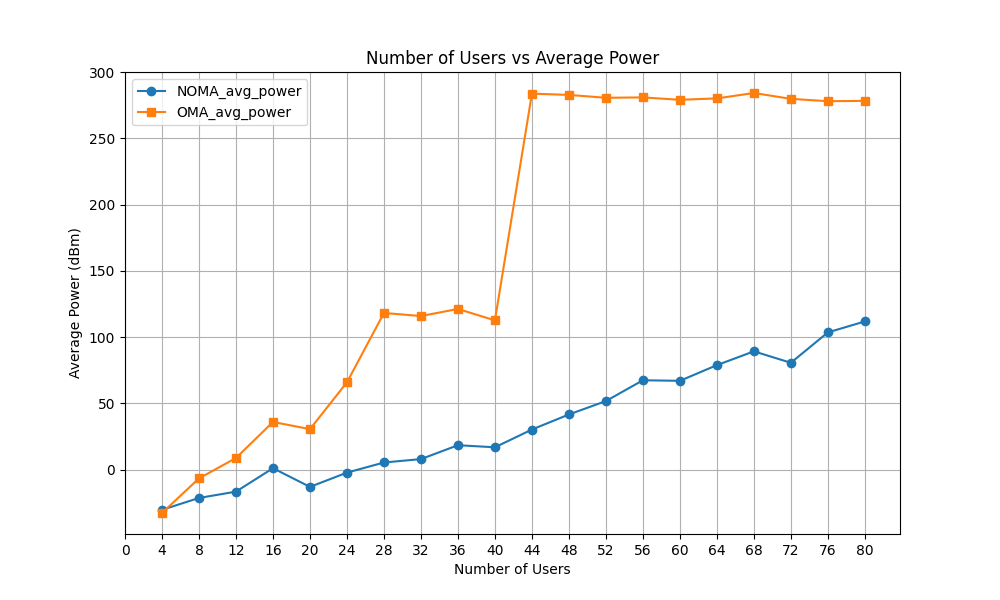 Number of Users vs Average Power
NOMA_avg_power
OMA_avg_power
Average Power (dBm)
300
250
200
150
100
50
0
0 4 8 12 16 20 24 28 32 36 40 44 48 52 56 60 64 68 72 76 80
Number of Users